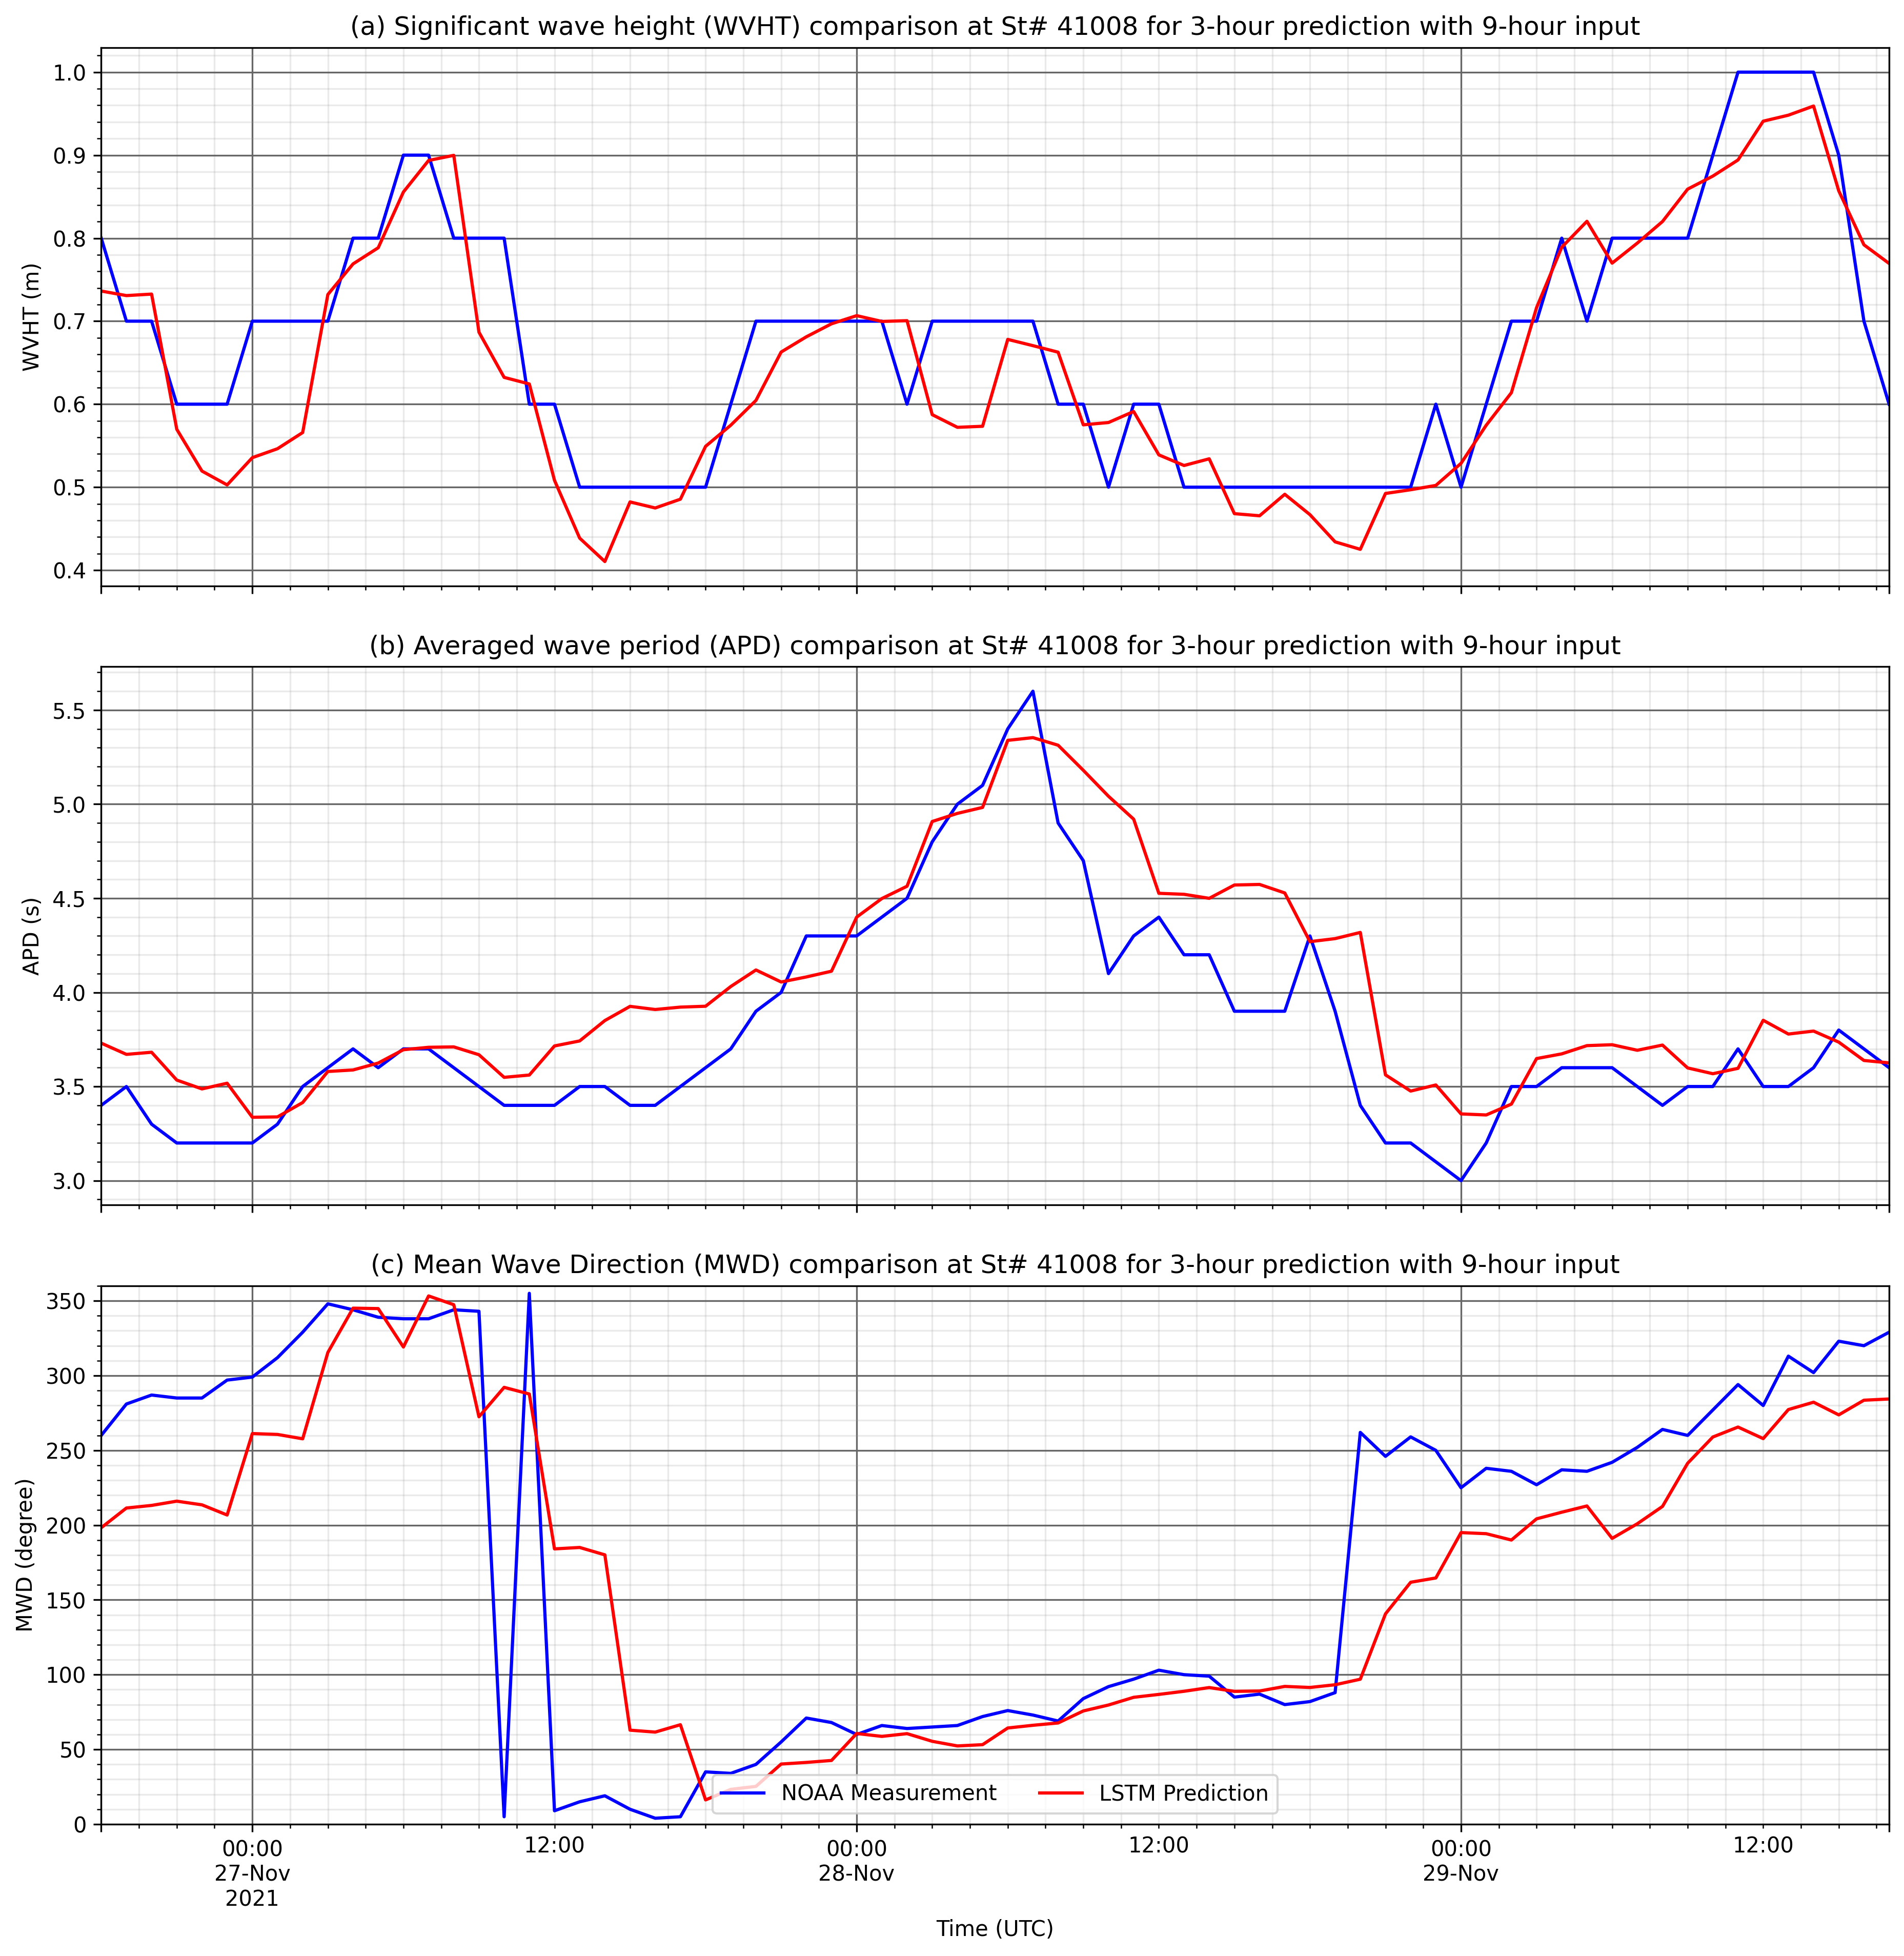 (a) Significant wave height (WVHT) comparison at St# 41008 for 3-hour prediction with 9-hour input
1.0
0.9
0.8
0.7
0.6
0.5
0.4
WVHT (m)
(b) Averaged wave period (APD) comparison at St# 41008 for 3-hour prediction with 9-hour input
5.5
5.0
4.5
4.0
3.5
3.0
APD (s)
(c) Mean Wave Direction (MWD) comparison at St# 41008 for 3-hour prediction with 9-hour input
350
300
250
200
150
100
50
0
MWD (degree)
NOAA Measurement LSTM Prediction
00:00 12:00 00:00 12:00 00:00 12:00
27-Nov 28-Nov 29-Nov
2021
Time (UTC)